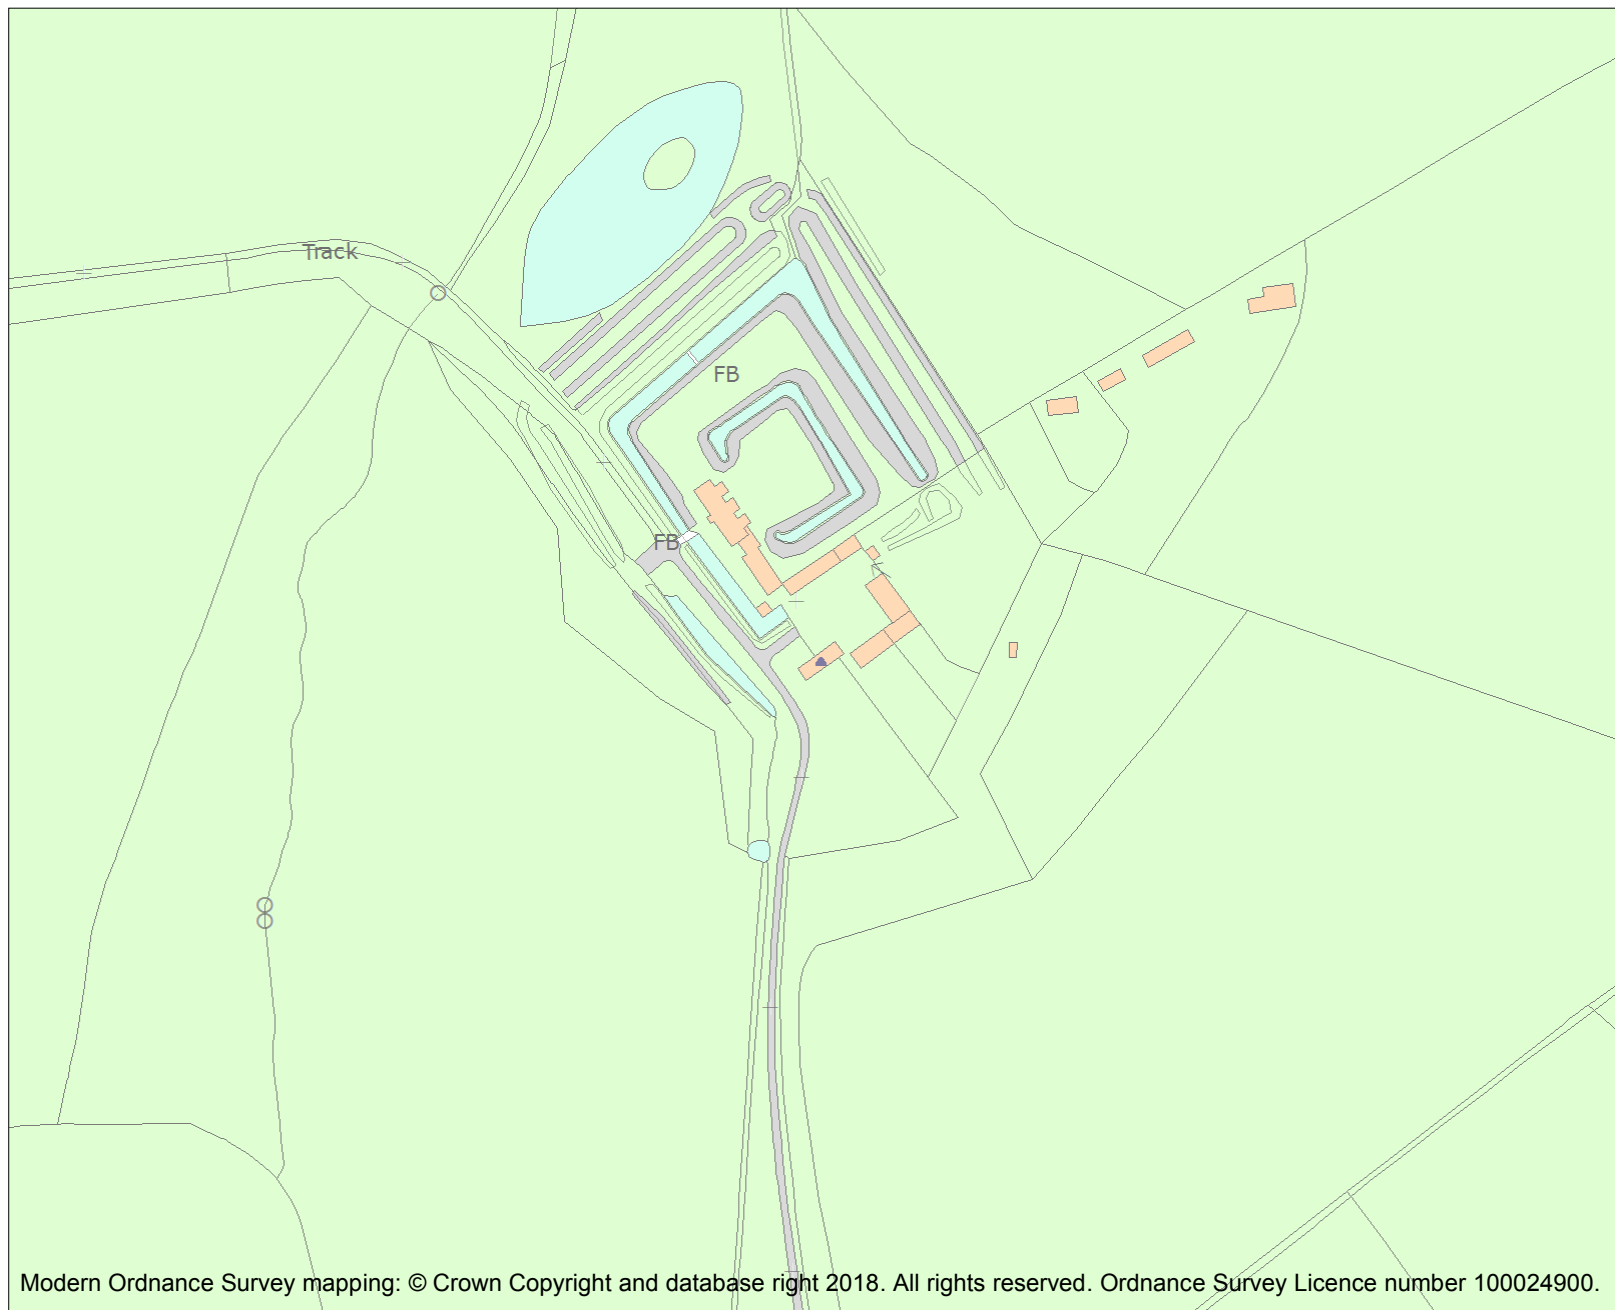 Track
FB
FB
Modern Ordnance Survey mapping: © Crown Copyright and database right 2018. All rights reserved. Ordnance Survey Licence number 100024900.